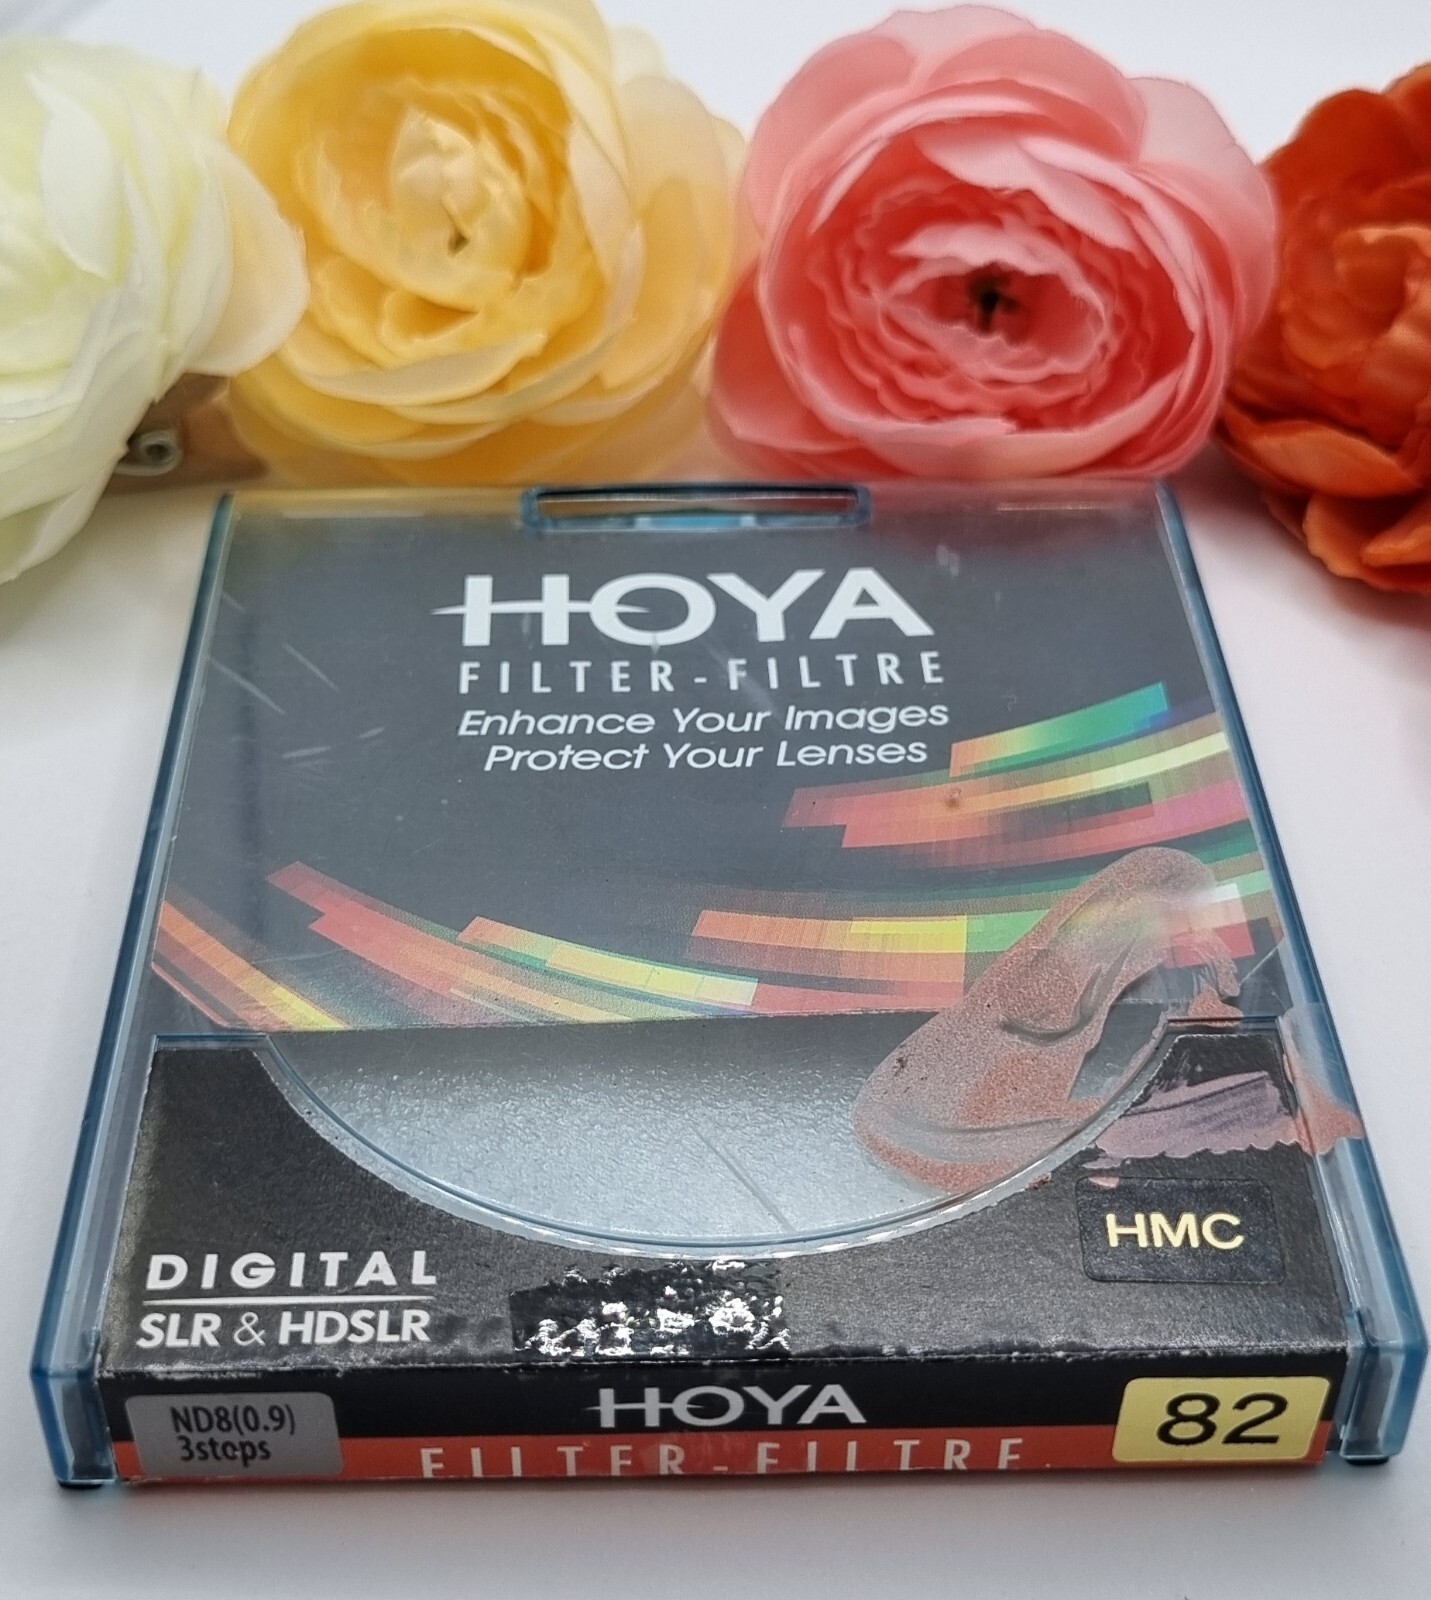 HOYA
FILTER-FILTRE
Enhance Your Images
Protect Your Lenses
DIGITAL
SLR & HDSLR
HMC
ND8(0.9)
3stops
HOYA
FILTER-FILTRE
82